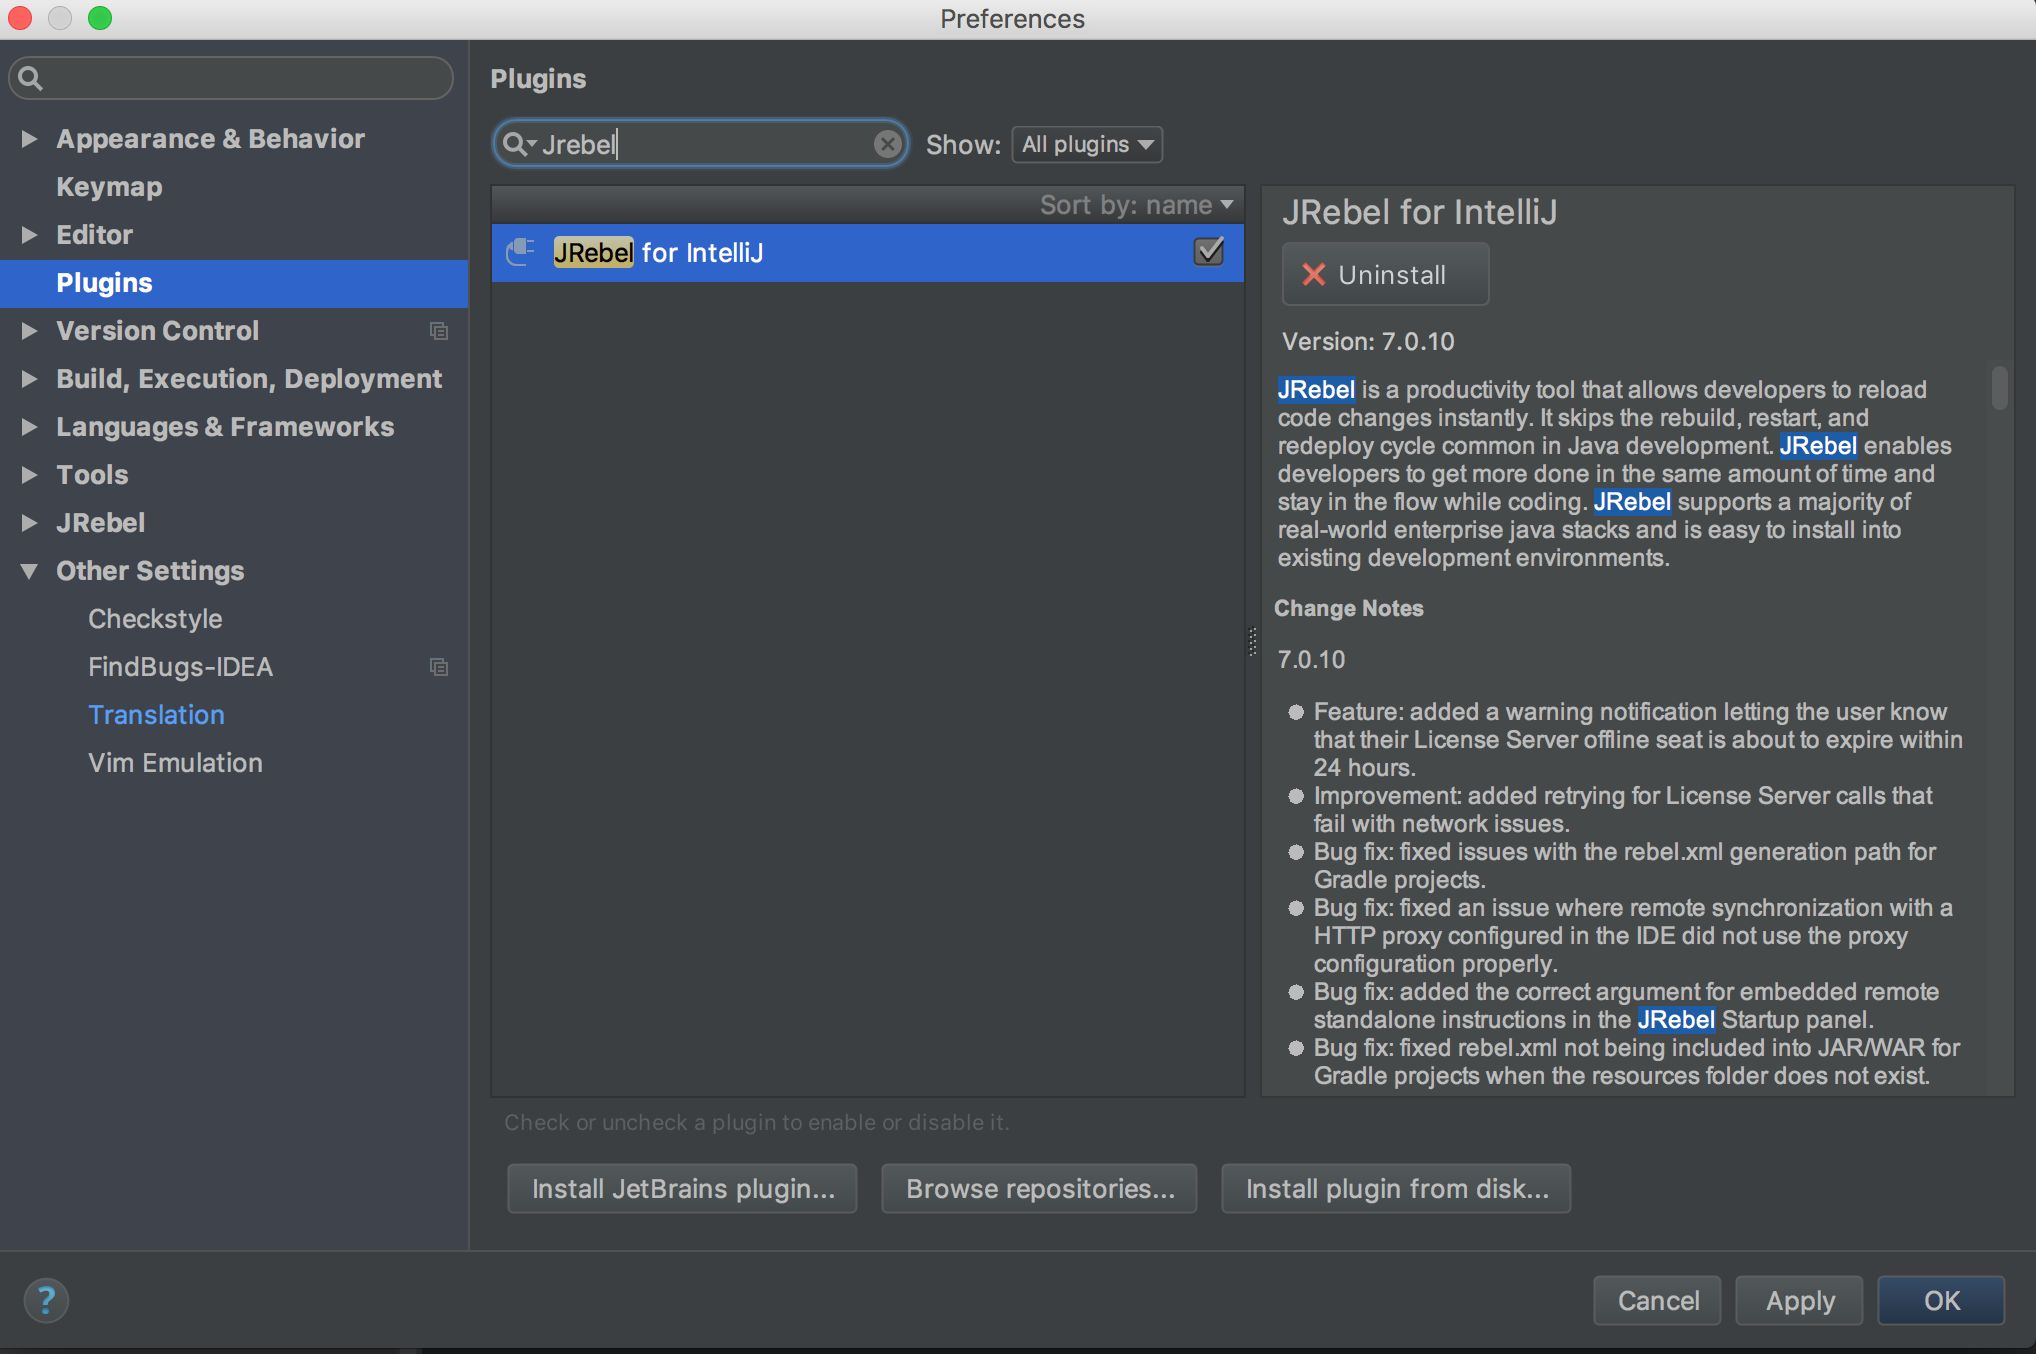 Preferences
Appearance & Behavior
Keymap
Editor
Plugins
Version Control
Build, Execution, Deployment
Languages & Frameworks
Tools
JRebel
Other Settings
Checkstyle
FindBugs-IDEA
Translation
Vim Emulation
Plugins
Jrebel
Show: All plugins
Sort by: name
JRebel for IntelliJ
JRebel for IntelliJ
Uninstall
Version: 7.0.10
JRebel is a productivity tool that allows developers to reload
code changes instantly. It skips the rebuild, restart, and
redeploy cycle common in Java development. JRebel enables
developers to get more done in the same amount of time and
stay in the flow while coding. JRebel supports a majority of
real-world enterprise java stacks and is easy to install into
existing development environments.
Change Notes
7.0.10
Feature: added a warning notification letting the user know
that their License Server offline seat is about to expire within
24 hours.
Improvement: added retrying for License Server calls that
fail with network issues.
Bug fix: fixed issues with the rebel.xml generation path for
Gradle projects.
Bug fix: fixed an issue where remote synchronization with a
HTTP proxy configured in the IDE did not use the proxy
configuration properly.
Bug fix: added the correct argument for embedded remote
standalone instructions in the JRebel Startup panel.
Bug fix: fixed rebel.xml not being included into JAR/WAR for
Gradle projects when the resources folder does not exist.
Check or uncheck a plugin to enable or disable it.
Install JetBrains plugin...
Browse repositories...
Install plugin from disk...
?
Cancel
Apply
OK